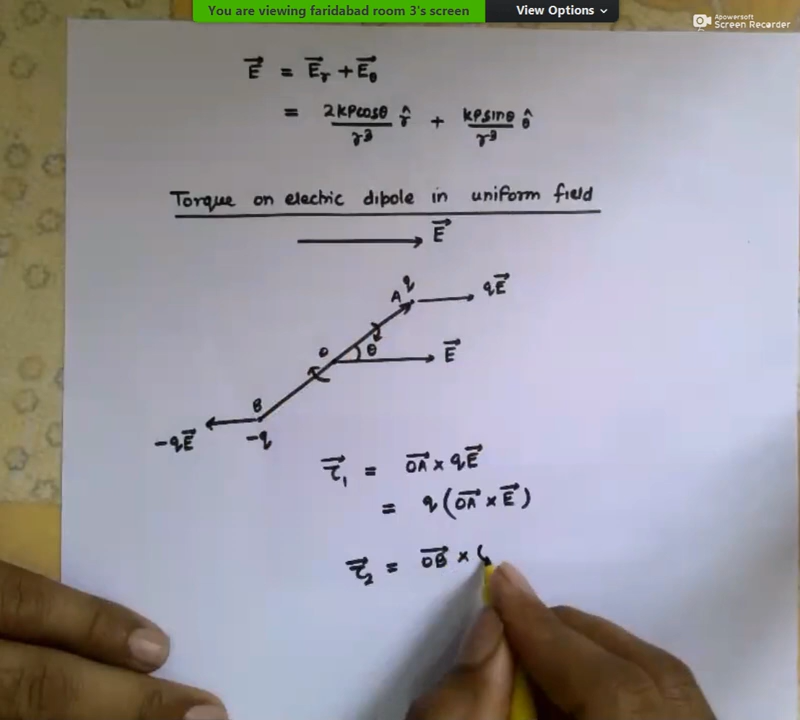 You are viewing faridabad room 3's screen View Options
Apowersoft
Screen Recorder
E⃗ = E⃗r + E⃗θ
= 2kpcosθ/r³ r̂ + kpsinθ/r³ θ̂
Torque on electric dipole in uniform field
E⃗
A q qE⃗
O θ E⃗
B
-qE⃗ -q
τ⃗₁ = OA⃗ × qE⃗
= q(OA⃗ × E⃗)
τ⃗₂ = OB⃗ × (